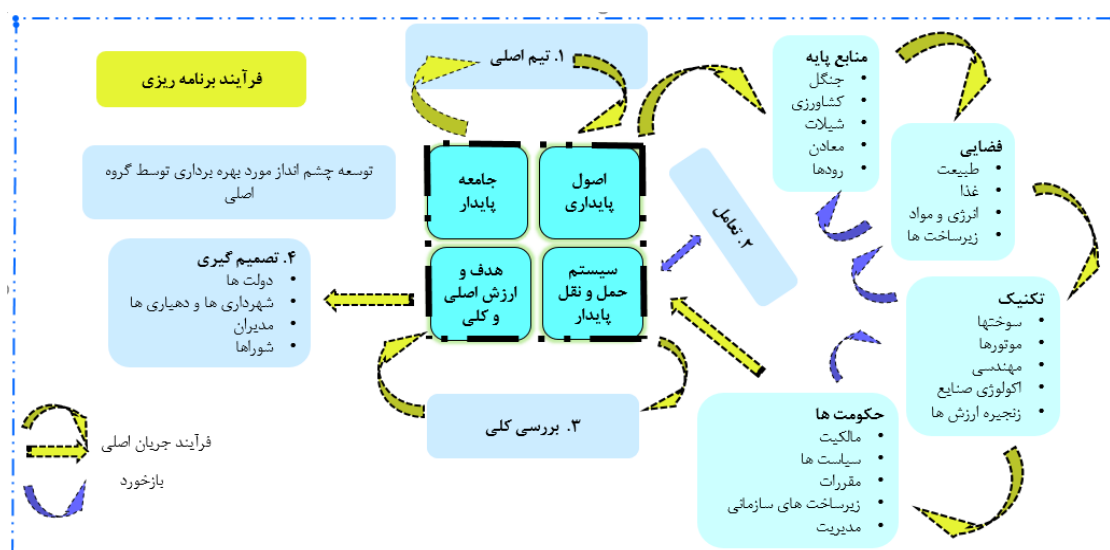 فرآیند برنامه ریزی
۱. تیم اصلی
توسعه چشم انداز مورد بهره برداری توسط گروه
اصلی
جامعه
پایدار
اصول
پایداری
هدف و
ارزش اصلی
و کلی
سیستم
حمل و نقل
پایدار
۲. تعامل
منابع پایه
• جنگل
• کشاورزی
• شیلات
• معادن
• رودها
فضایی
• طبیعت
• غذا
• انرژی و مواد
• زیرساخت ها
تکنیک
• سوختها
• موتورها
• مهندسی
• اکولوژی صنایع
• زنجیره ارزش ها
حکومت ها
• مالکیت
• سیاست ها
• مقررات
• زیرساخت های سازمانی
• مدیریت
۳. بررسی کلی
۴. تصمیم گیری
• دولت ها
• شهرداری ها و دهیاری ها
• مدیران
• شوراها
فرآیند جریان اصلی
بازخورد